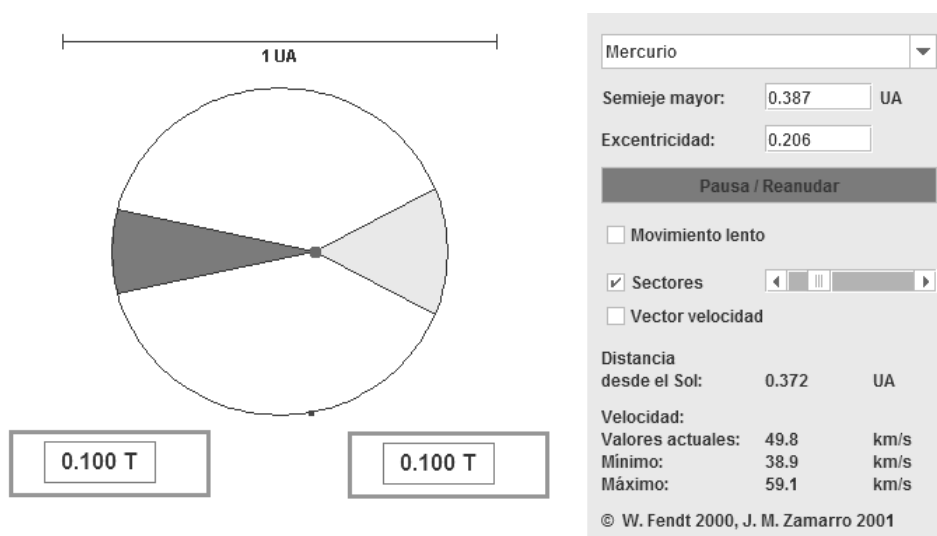 1 UA
0.100 T
0.100 T
Mercurio
Semieje mayor: 0.387 UA
Excentricidad: 0.206
Pausa / Reanudar
Movimiento lento
Sectores
Vector velocidad
Distancia
desde el Sol: 0.372 UA
Velocidad:
Valores actuales: 49.8 km/s
Mínimo: 38.9 km/s
Máximo: 59.1 km/s
© W. Fendt 2000, J. M. Zamarro 2001